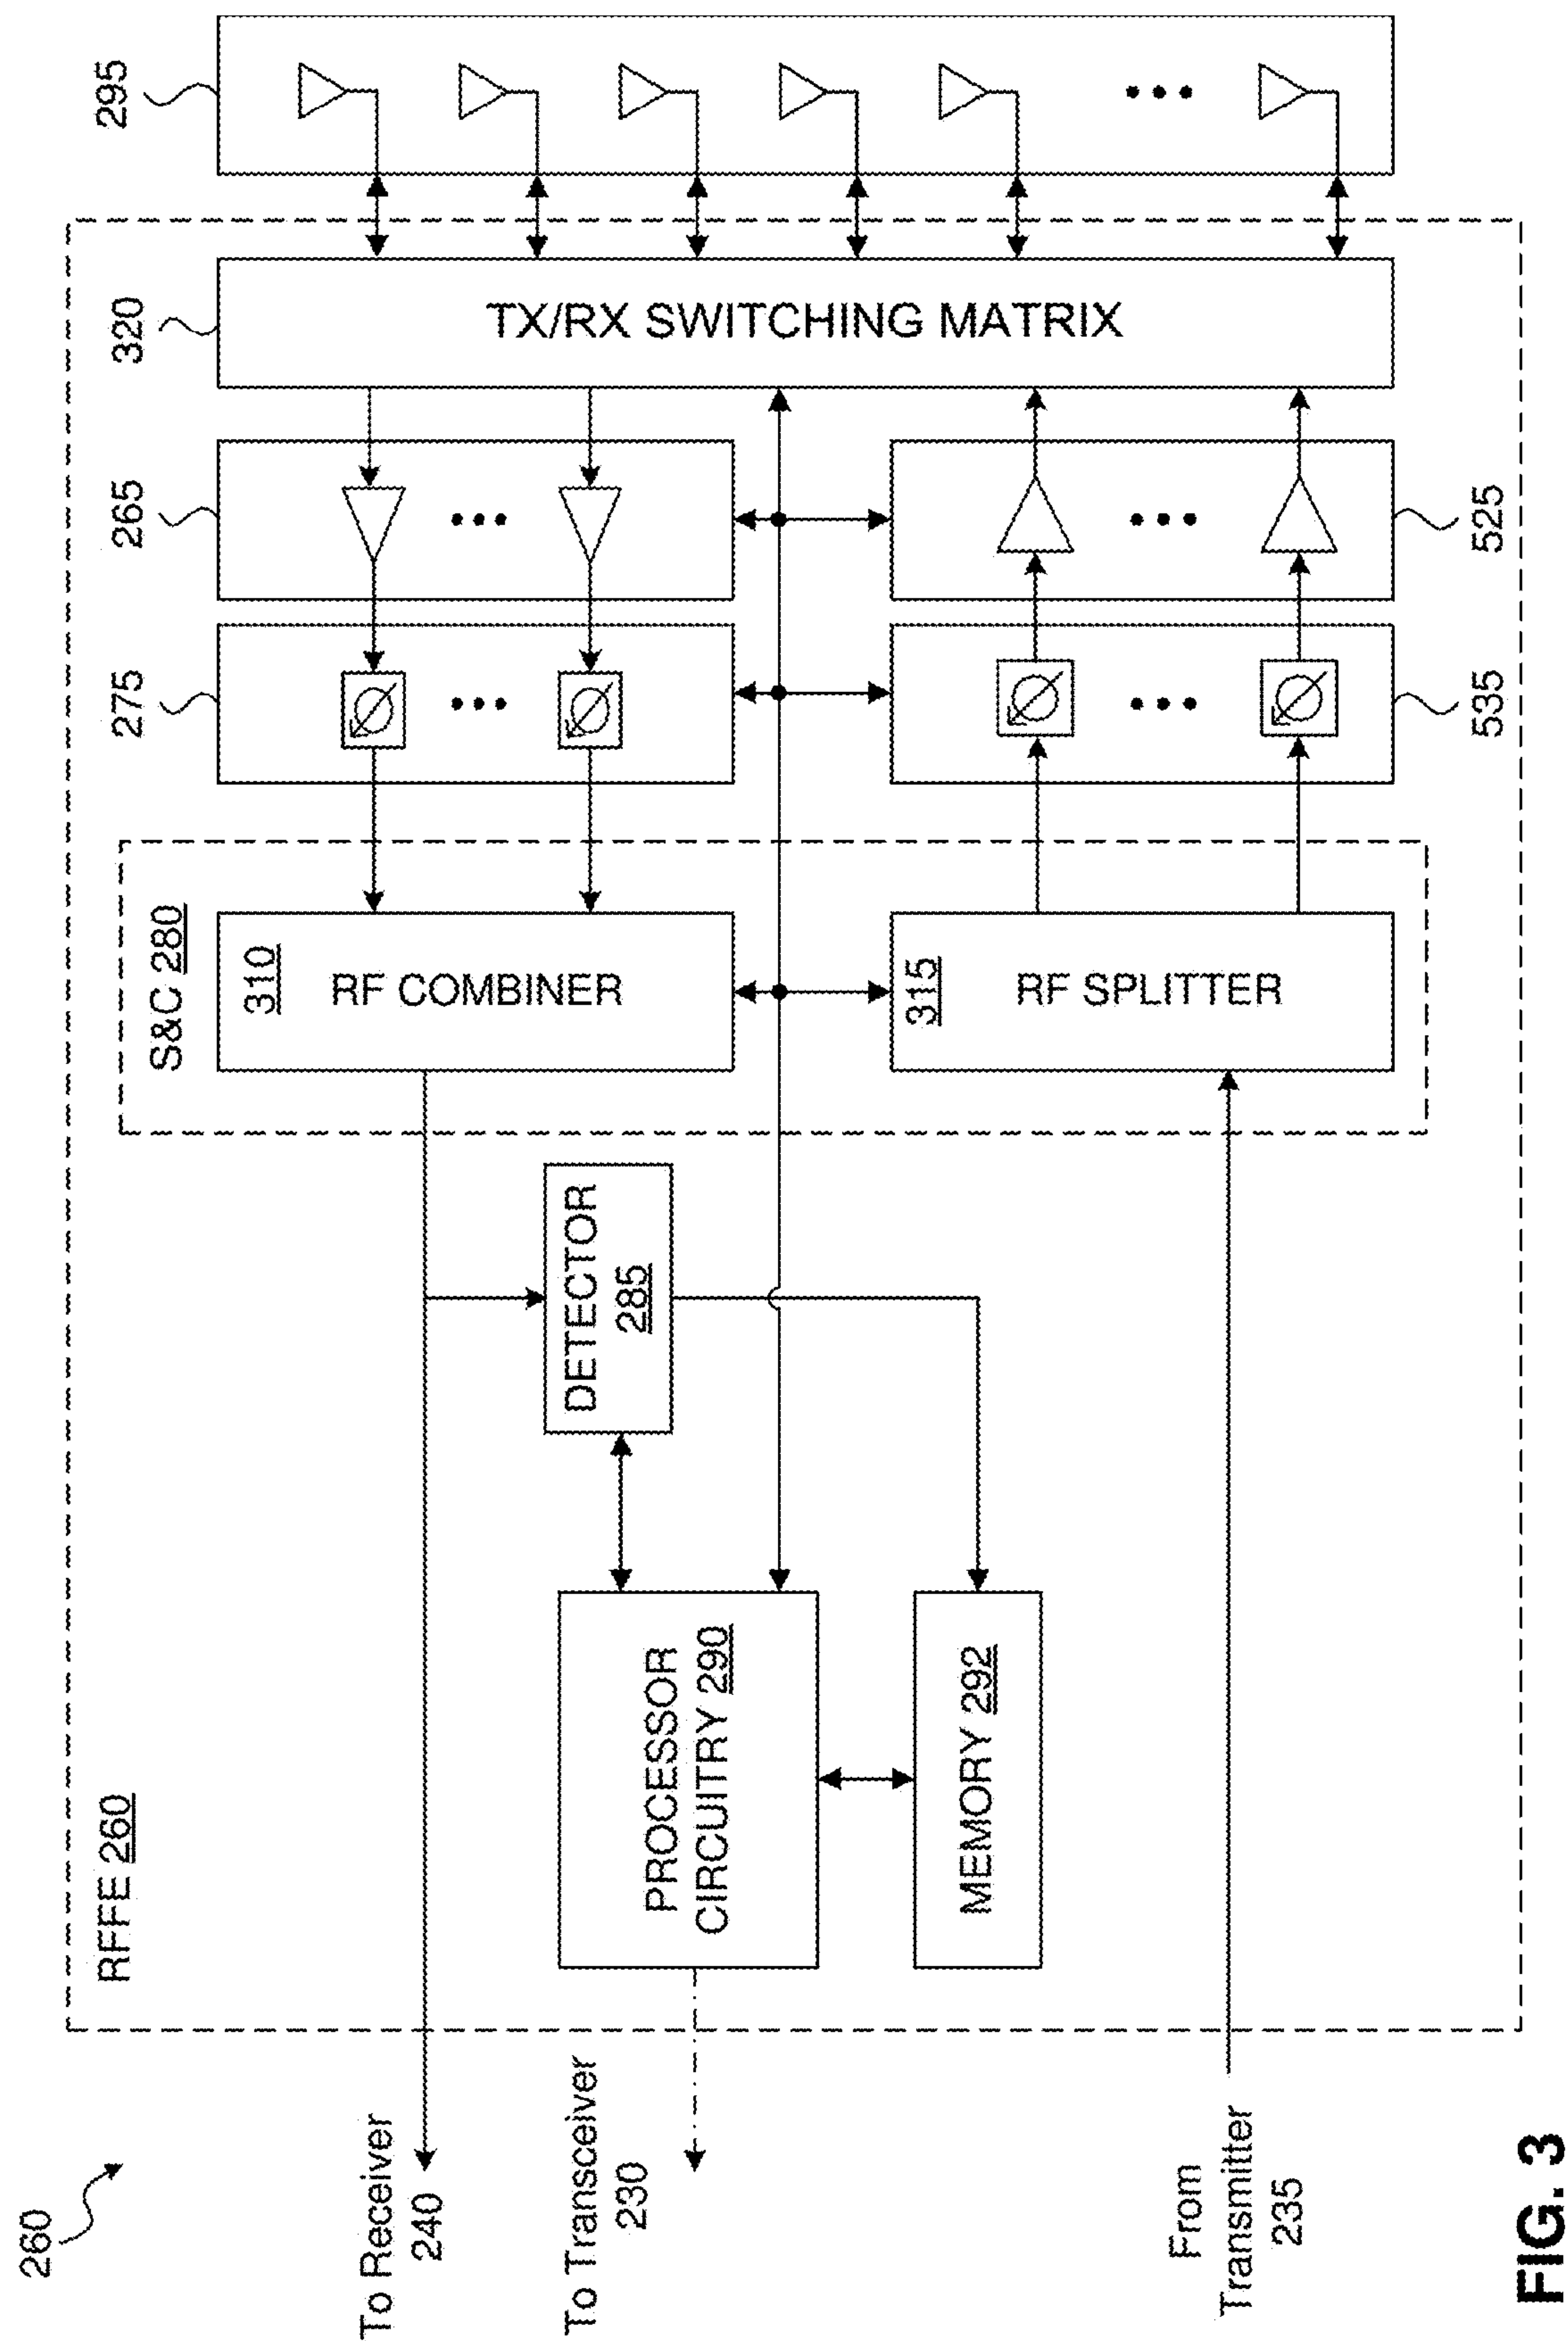 260
RFFE 260
To Receiver
240
To Transceiver
230
From
Transmitter
235
PROCESSOR
CIRCUITRY 290
MEMORY 292
DETECTOR
285
S&C 280
310
RF COMBINER
315
RF SPLITTER
275
265
320
295
535
525
TX/RX SWITCHING MATRIX
FIG. 3